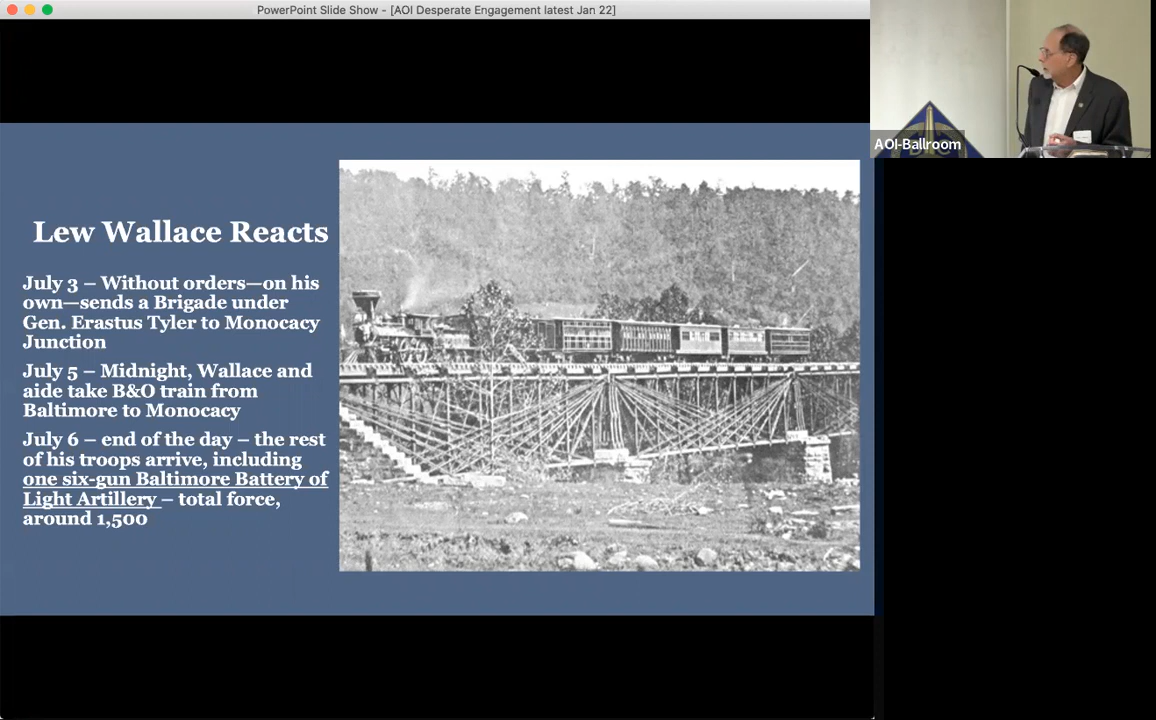 PowerPoint Slide Show - [AOI Desperate Engagement latest Jan 22]
Lew Wallace Reacts
July 3 – Without orders—on his
own—sends a Brigade under
Gen. Erastus Tyler to Monocacy
Junction
July 5 – Midnight, Wallace and
aide take B&O train from
Baltimore to Monocacy
July 6 – end of the day – the rest
of his troops arrive, including
one six-gun Baltimore Battery of
Light Artillery – total force,
around 1,500
AOI-Ballroom